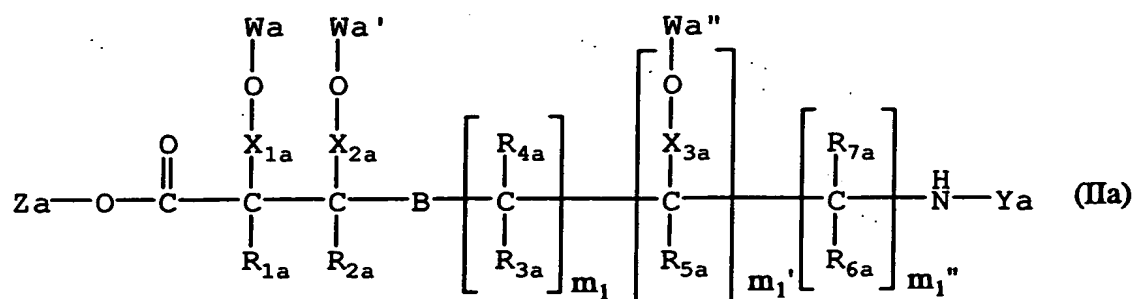 Wa Wa' Wa"
O O O
O X1a X2a R4a X3a R7a H
Za—O—C—C—C—B—C—C—C—N—Ya (IIa)
R1a R2a R3a m1 R5a m1' R6a m1"